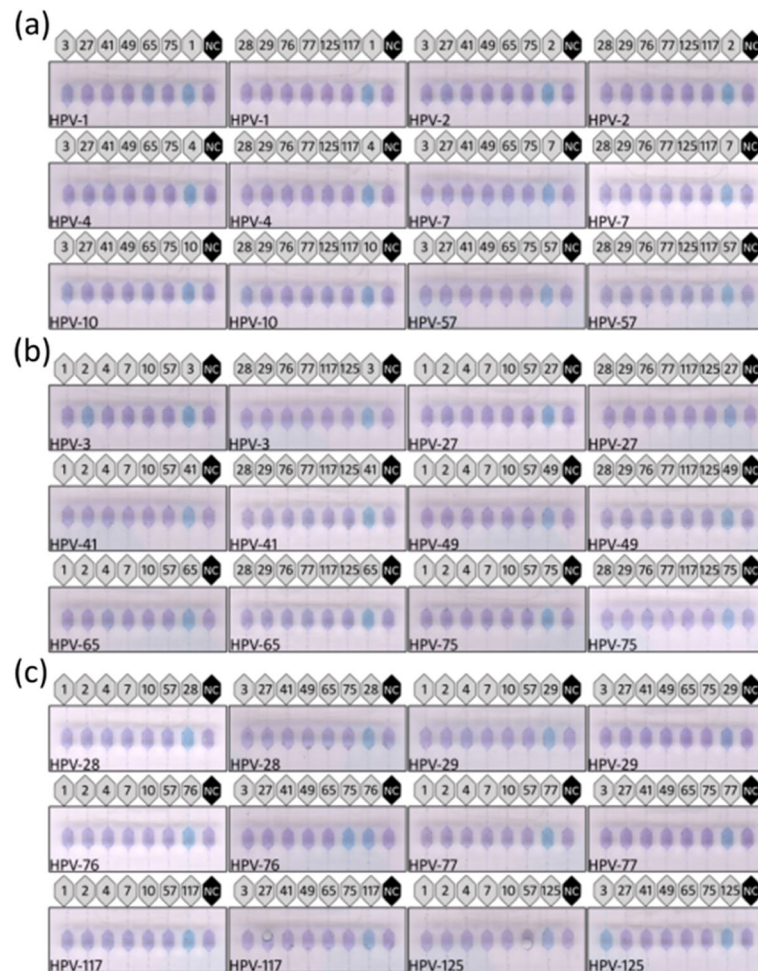 (a)
3 27 41 49 65 75 1 NC 28 29 76 77 125 117 1 NC 3 27 41 49 65 75 2 NC 28 29 76 77 125 117 2 NC
HPV-1 HPV-1 HPV-2 HPV-2
3 27 41 49 65 75 4 NC 28 29 76 77 125 117 4 NC 3 27 41 49 65 75 7 NC 28 29 76 77 125 117 7 NC
HPV-4 HPV-4 HPV-7 HPV-7
3 27 41 49 65 75 10 NC 28 29 76 77 125 117 10 NC 3 27 41 49 65 75 57 NC 28 29 76 77 125 117 57 NC
HPV-10 HPV-10 HPV-57 HPV-57
(b)
1 2 4 7 10 57 3 NC 28 29 76 77 117 125 3 NC 1 2 4 7 10 57 27 NC 28 29 76 77 117 125 27 NC
HPV-3 HPV-3 HPV-27 HPV-27
1 2 4 7 10 57 41 NC 28 29 76 77 117 125 41 NC 1 2 4 7 10 57 49 NC 28 29 76 77 117 125 49 NC
HPV-41 HPV-41 HPV-49 HPV-49
1 2 4 7 10 57 65 NC 28 29 76 77 117 125 65 NC 1 2 4 7 10 57 75 NC 28 29 76 77 117 125 75 NC
HPV-65 HPV-65 HPV-75 HPV-75
(c)
1 2 4 7 10 57 28 NC 3 27 41 49 65 75 28 NC 1 2 4 7 10 57 29 NC 3 27 41 49 65 75 29 NC
HPV-28 HPV-28 HPV-29 HPV-29
1 2 4 7 10 57 76 NC 3 27 41 49 65 75 76 NC 1 2 4 7 10 57 77 NC 3 27 41 49 65 75 77 NC
HPV-76 HPV-76 HPV-77 HPV-77
1 2 4 7 10 57 117 NC 3 27 41 49 65 75 117 NC 1 2 4 7 10 57 125 NC 3 27 41 49 65 75 125 NC
HPV-117 HPV-117 HPV-125 HPV-125